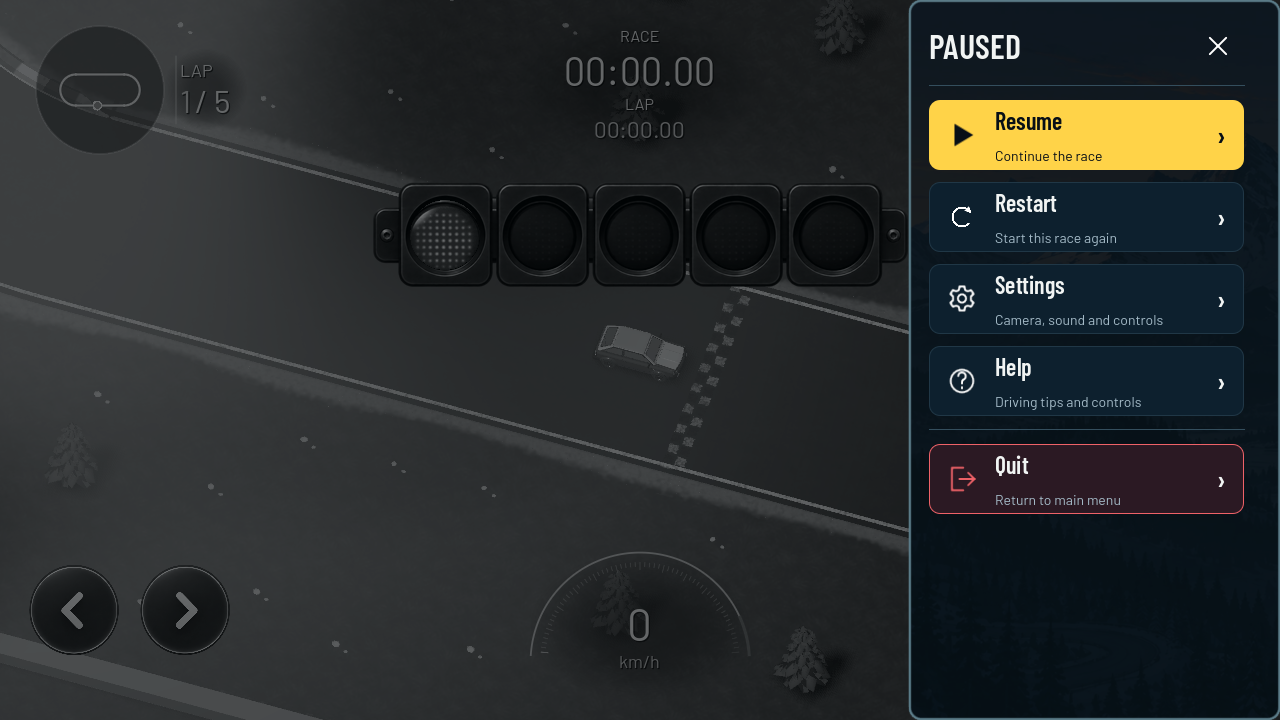 LAP
1/ 5
RACE
00:00.00
LAP
00:00.00
0
km/h
PAUSED
Resume
Continue the race
Restart
Start this race again
Settings
Camera, sound and controls
Help
Driving tips and controls
Quit
Return to main menu